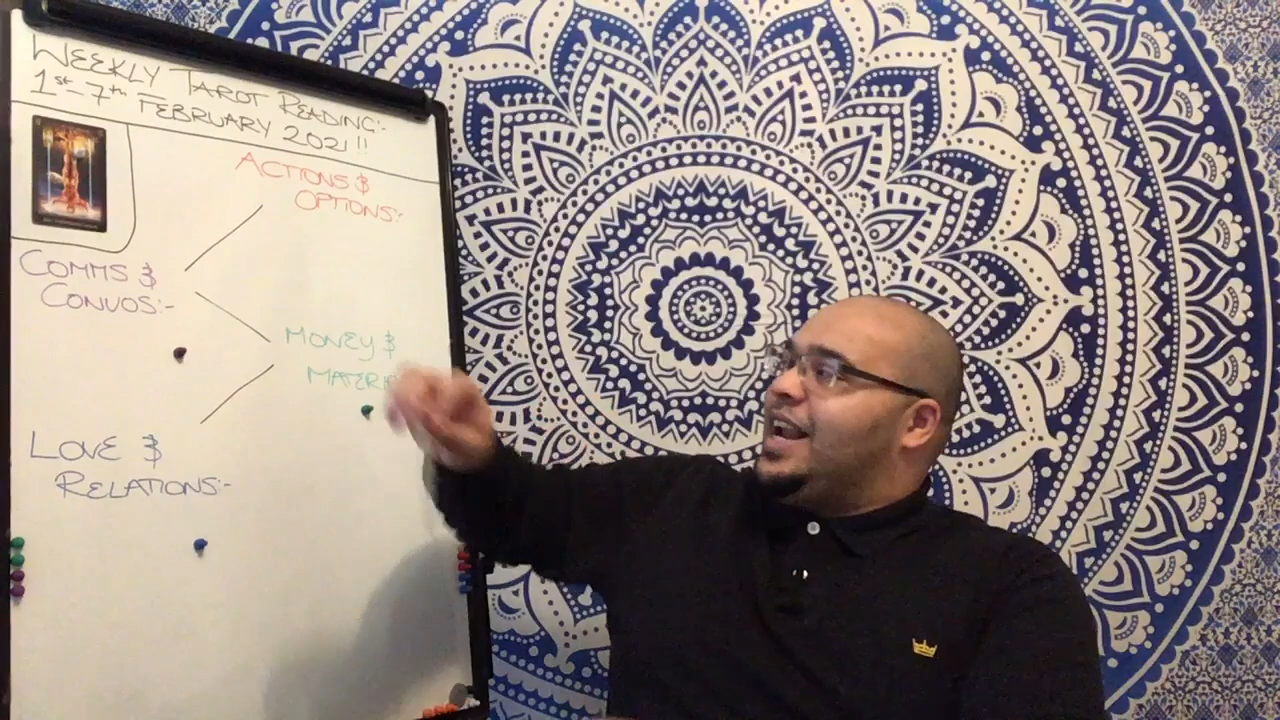 WEEKLY TAROT READING:-
1st-7th FEBRUARY 2021!!
ACTIONS &
OPTIONS:-
COMMS &
CONVOS:-
MONEY &
LOVE &
RELATIONS:-